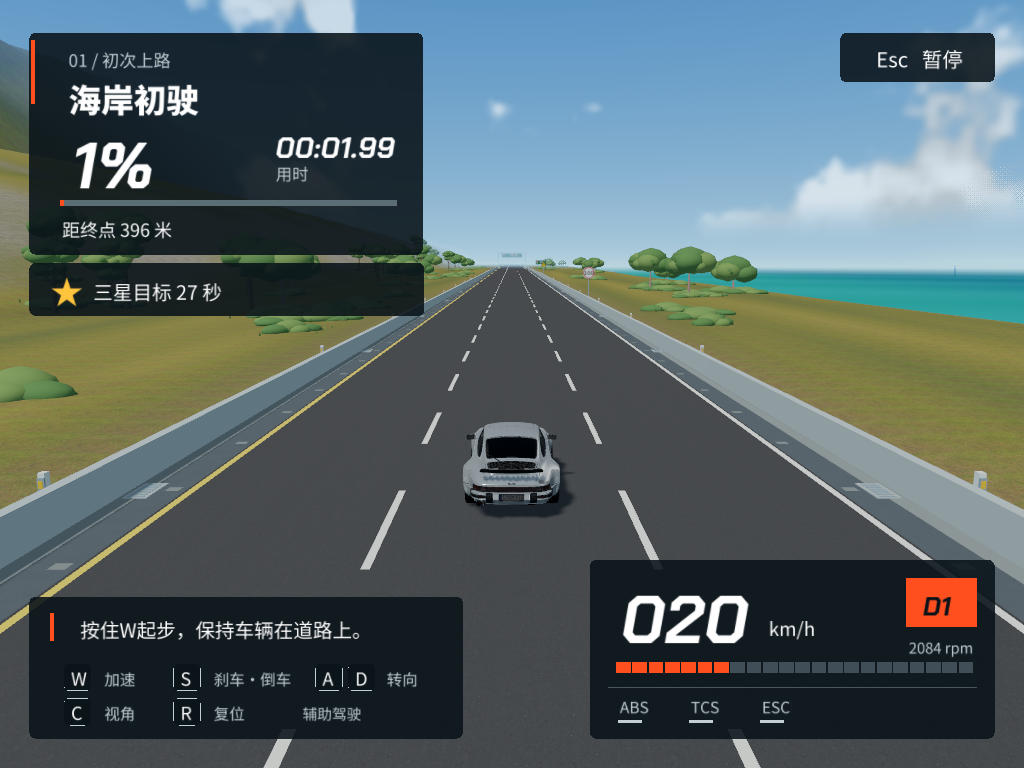 01 / 初次上路
海岸初驶
1%
00:01.99
用时
距终点 396 米
三星目标 27 秒
Esc 暂停
按住W起步，保持车辆在道路上。
W 加速 S 刹车・倒车 A D 转向
C 视角 R 复位 辅助驾驶
020 km/h
D1
2084 rpm
ABS TCS ESC